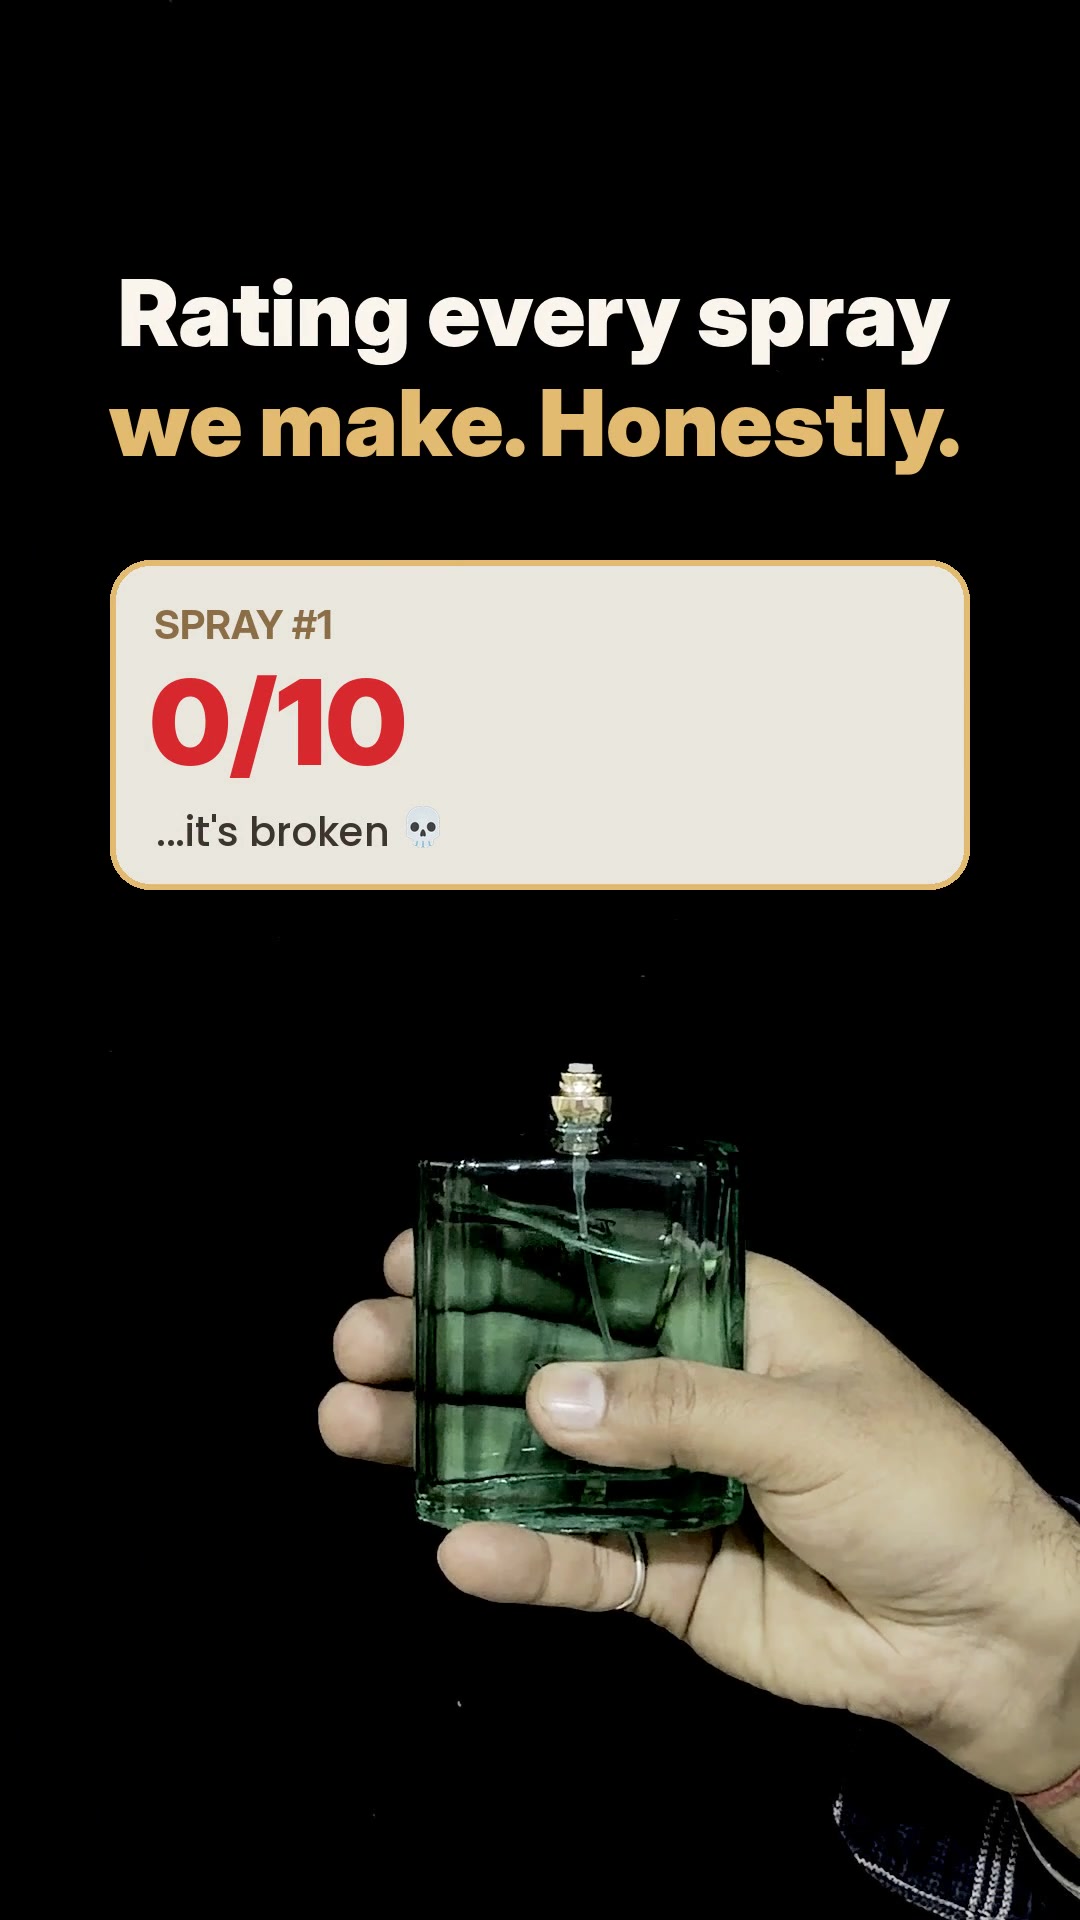 Rating every spray
we make. Honestly.
SPRAY #1
0/10
...it's broken 💀